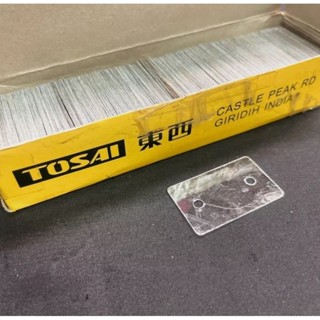 TOSAI 東西
CASTLE PEAK RD
GIRIDIH INDIA